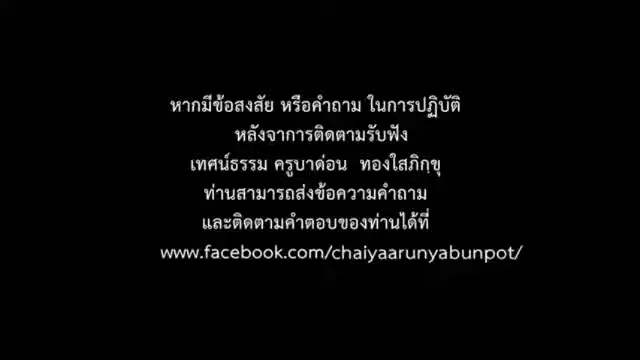 หากมีข้อสงสัย หรือคำถาม ในการปฏิบัติ
หลังจาการติดตามรับฟัง
เทศน์ธรรม ครูบาด่อน ทองใสภิกฺขุ
ท่านสามารถส่งข้อความคำถาม
และติดตามคำตอบของท่านได้ที่
www.facebook.com/chaiyaarunyabunpot/